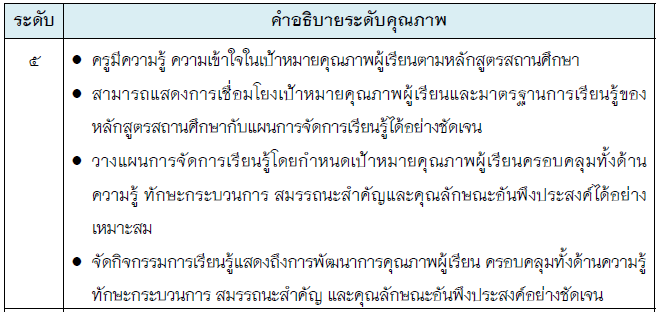 ระดับ คำอธิบายระดับคุณภาพ
๕ ● ครูมีความรู้ ความเข้าใจในเป้าหมายคุณภาพผู้เรียนตามหลักสูตรสถานศึกษา
● สามารถแสดงการเชื่อมโยงเป้าหมายคุณภาพผู้เรียนและมาตรฐานการเรียนรู้ของ
หลักสูตรสถานศึกษากับแผนการจัดการเรียนรู้ได้อย่างชัดเจน
● วางแผนการจัดการเรียนรู้โดยกำหนดเป้าหมายคุณภาพผู้เรียนครอบคลุมทั้งด้าน
ความรู้ ทักษะกระบวนการ สมรรถนะสำคัญและคุณลักษณะอันพึงประสงค์ได้อย่าง
เหมาะสม
● จัดกิจกรรมการเรียนรู้แสดงถึงการพัฒนาการคุณภาพผู้เรียน ครอบคลุมทั้งด้านความรู้
ทักษะกระบวนการ สมรรถนะสำคัญ และคุณลักษณะอันพึงประสงค์อย่างชัดเจน